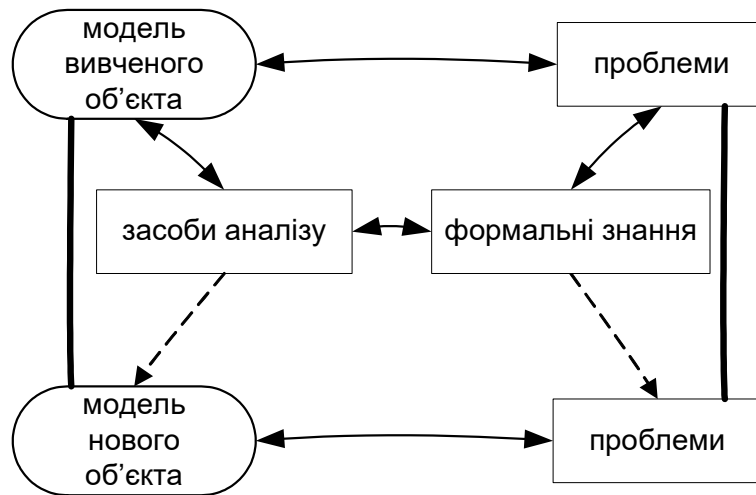 модель
вивченого
об’єкта
проблеми
засоби аналізу
формальні знання
модель
нового
об’єкта
проблеми